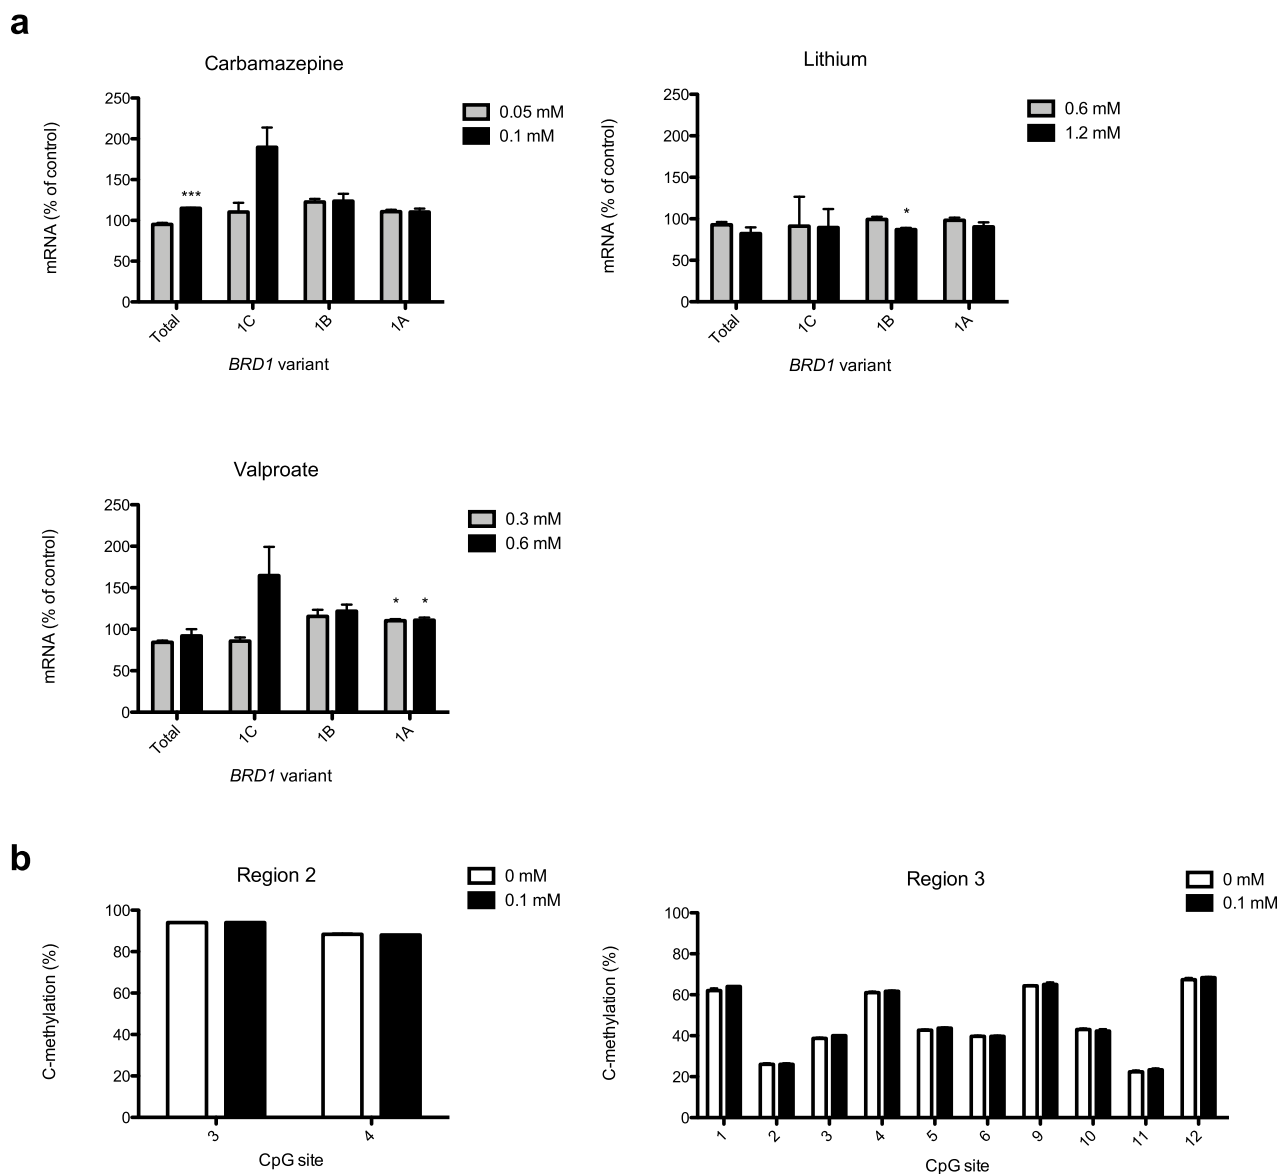 a
Carbamazepine
mRNA (% of control)
250
200
150
100
50
0
***
Total
1C
1B
1A
BRD1 variant
0.05 mM
0.1 mM
Lithium
mRNA (% of control)
250
200
150
100
50
0
*
Total
1C
1B
1A
BRD1 variant
0.6 mM
1.2 mM
Valproate
mRNA (% of control)
250
200
150
100
50
0
*
*
Total
1C
1B
1A
BRD1 variant
0.3 mM
0.6 mM
b
Region 2
C-methylation (%)
100
80
60
40
20
0
3
4
CpG site
0 mM
0.1 mM
Region 3
C-methylation (%)
100
80
60
40
20
0
1
2
3
4
5
6
9
10
11
12
CpG site
0 mM
0.1 mM